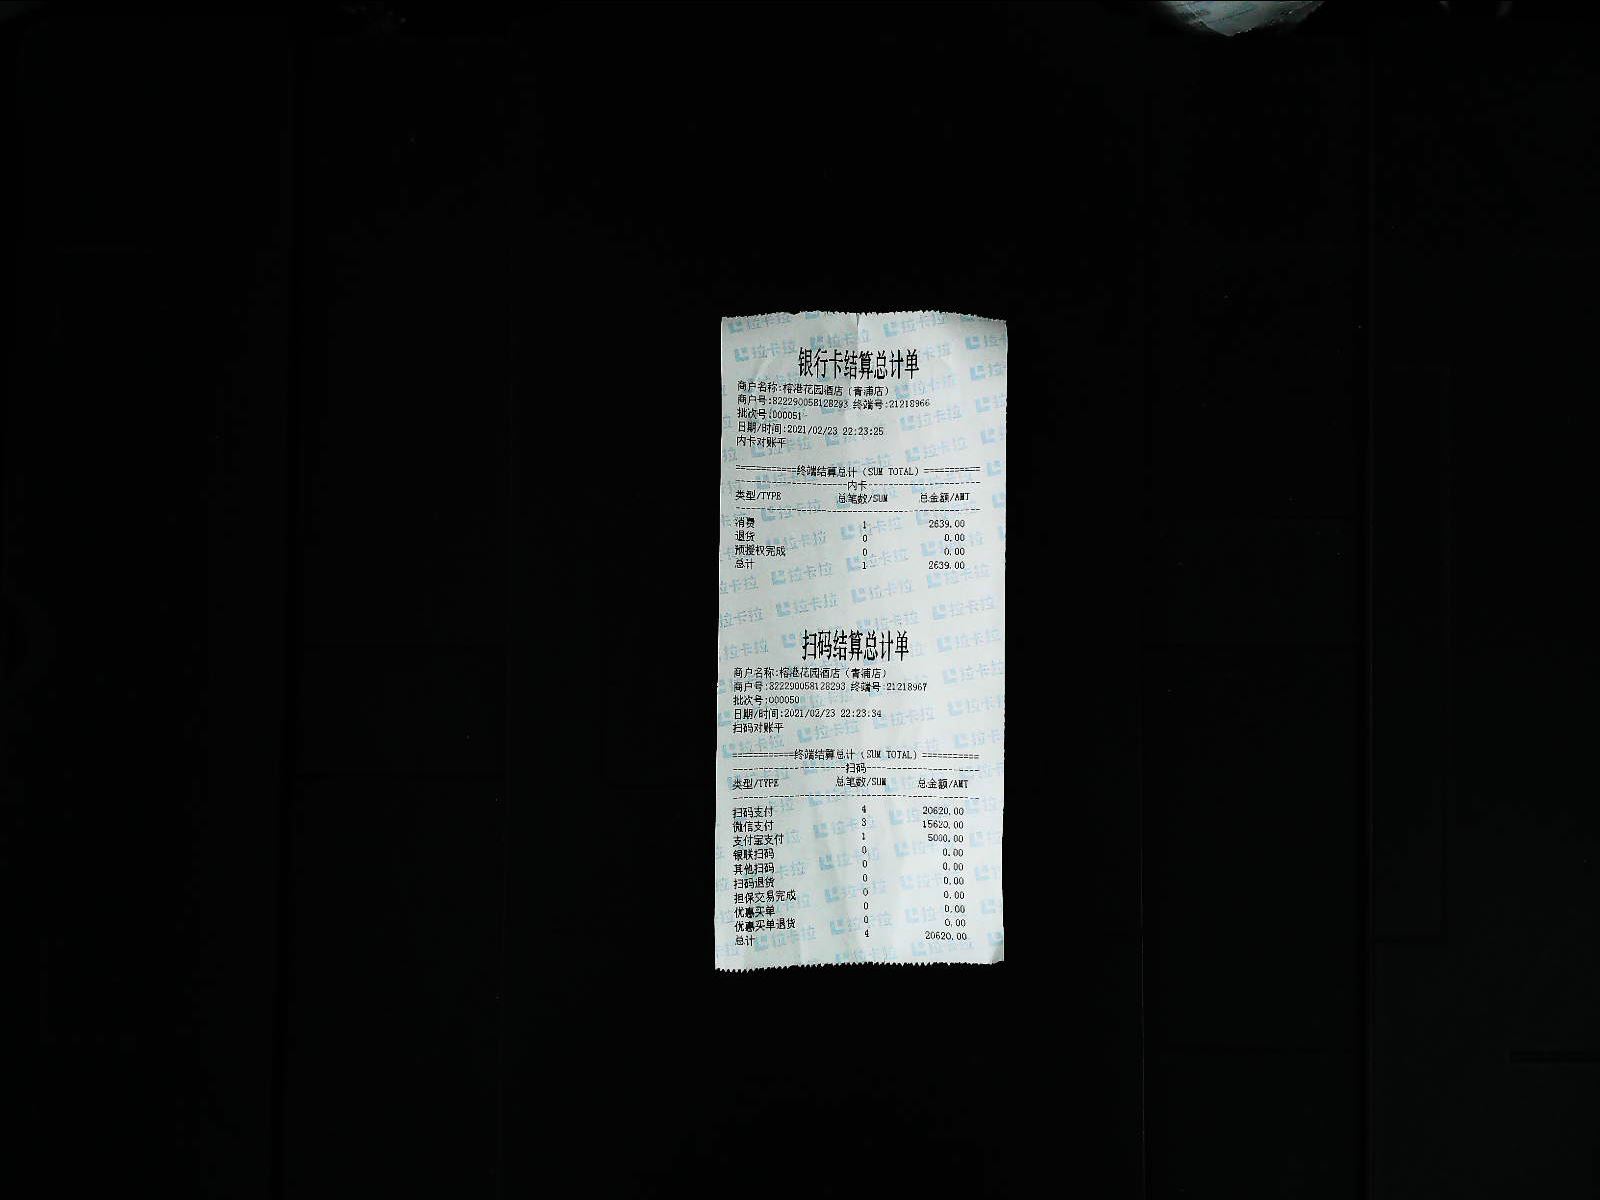 银行卡结算总计单
商户名称:榕港花园酒店（青浦店）
商户号:822290058128293 终端号:21218966
批次号:000051
日期/时间:2021/02/23 22:23:25
内卡对账平
===========终端结算总计（SUM TOTAL）===========
内卡
类型/TYPE 总笔数/SUM 总金额/AMT
消费 1 2639.00
退货 0 0.00
预授权完成 0 0.00
总计 1 2639.00
扫码结算总计单
商户名称:榕港花园酒店（青浦店）
商户号:822290058128293 终端号:21218967
批次号:000050
日期/时间:2021/02/23 22:23:34
扫码对账平
===========终端结算总计（SUM TOTAL）===========
扫码
类型/TYPE 总笔数/SUM 总金额/AMT
扫码支付 4 20620.00
微信支付 3 15620.00
支付宝支付 1 5000.00
银联扫码 0 0.00
其他扫码 0 0.00
扫码退货 0 0.00
担保交易完成 0 0.00
优惠买单 0 0.00
优惠买单退货 0 0.00
总计 4 20620.00
拉卡拉